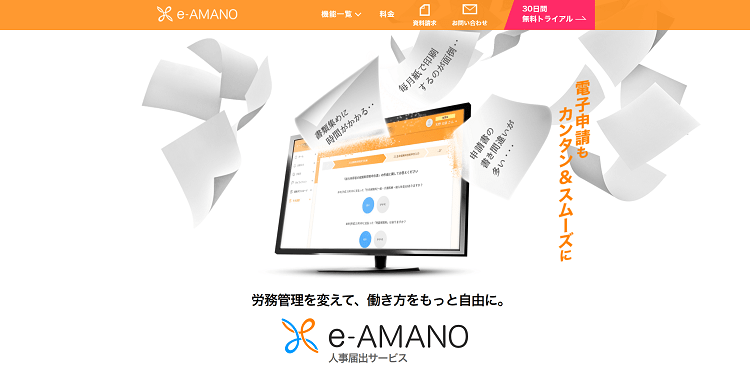 e-AMANO
機能一覧
料金
資料請求
お問い合わせ
30日間
無料トライアル
毎月紙で印刷
するのが面倒‥
書類集めに
時間がかかる‥
申請書の
書き間違いが
多い‥‥
電子申請も
カンタン&スムーズに
労務管理を変えて、働き方をもっと自由に。
e-AMANO
人事届出サービス